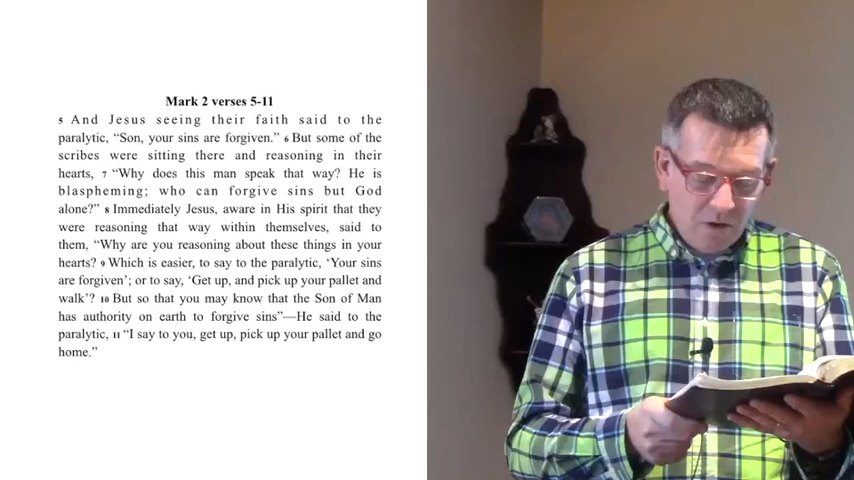 Mark 2 verses 5-11
5 And Jesus seeing their faith said to the
paralytic, “Son, your sins are forgiven.” 6 But some of the
scribes were sitting there and reasoning in their
hearts, 7 “Why does this man speak that way? He is
blaspheming; who can forgive sins but God
alone?” 8 Immediately Jesus, aware in His spirit that they
were reasoning that way within themselves, said to
them, “Why are you reasoning about these things in your
hearts? 9 Which is easier, to say to the paralytic, ‘Your sins
are forgiven’; or to say, ‘Get up, and pick up your pallet and
walk’? 10 But so that you may know that the Son of Man
has authority on earth to forgive sins”—He said to the
paralytic, 11 “I say to you, get up, pick up your pallet and go
home.”